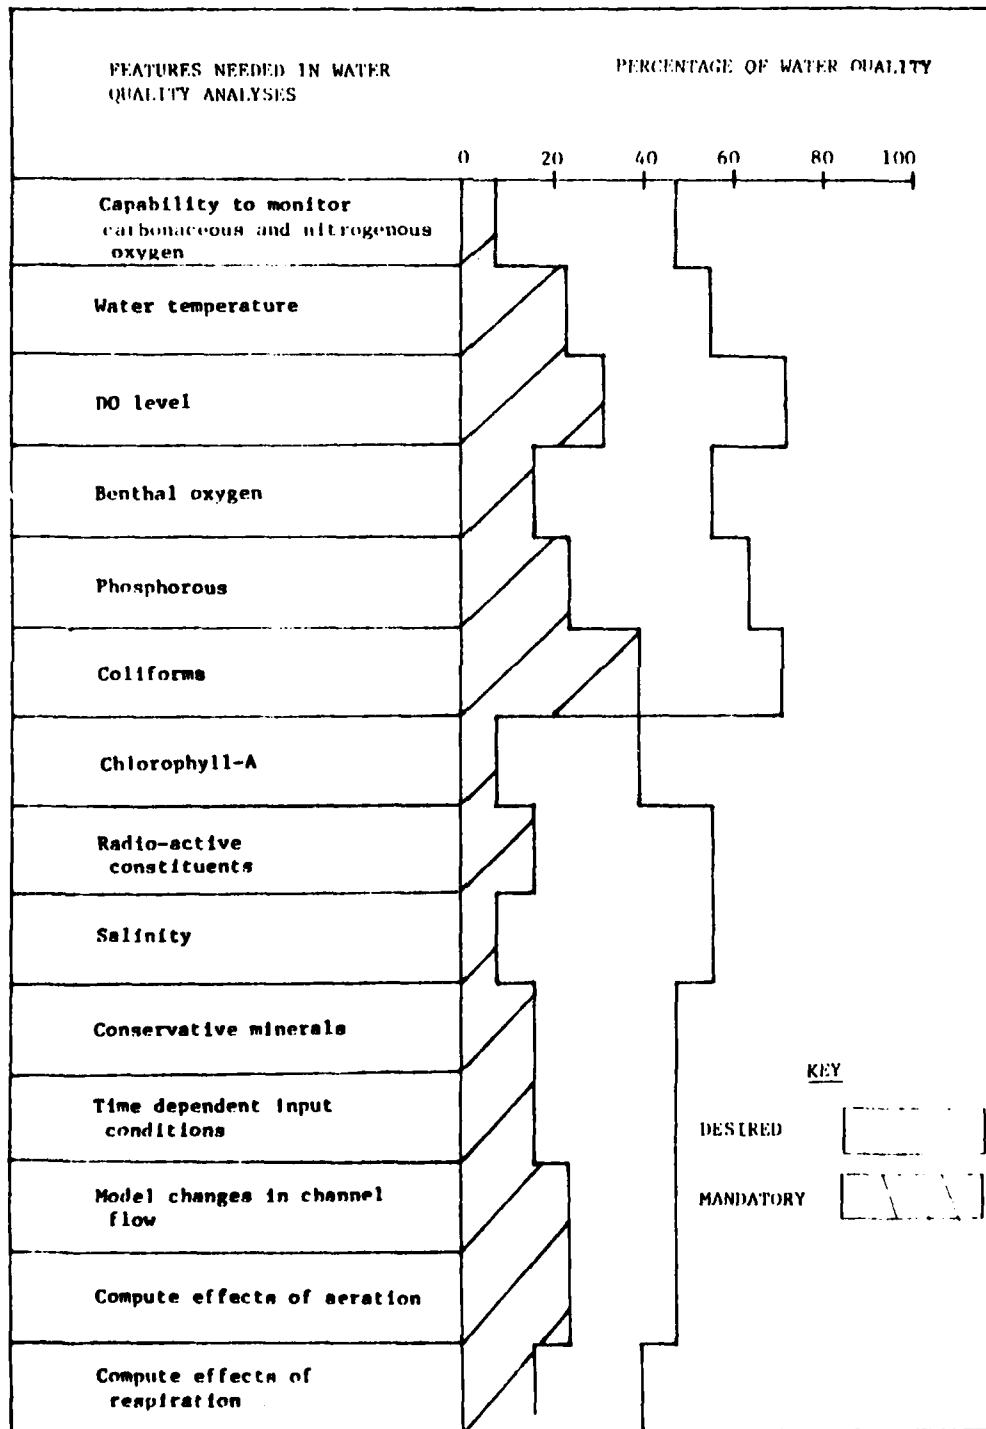 FEATURES NEEDED IN WATER
QUALITY ANALYSES
PERCENTAGE OF WATER QUALITY
0 20 40 60 80 100
Capability to monitor
carbonaceous and nitrogenous
oxygen
Water temperature
DO level
Benthal oxygen
Phosphorous
Coliforms
Chlorophyll-A
Radio-active
constituents
Salinity
Conservative minerals
Time dependent input
conditions
Model changes in channel
flow
Compute effects of aeration
Compute effects of
respiration
KEY
DESIRED
MANDATORY